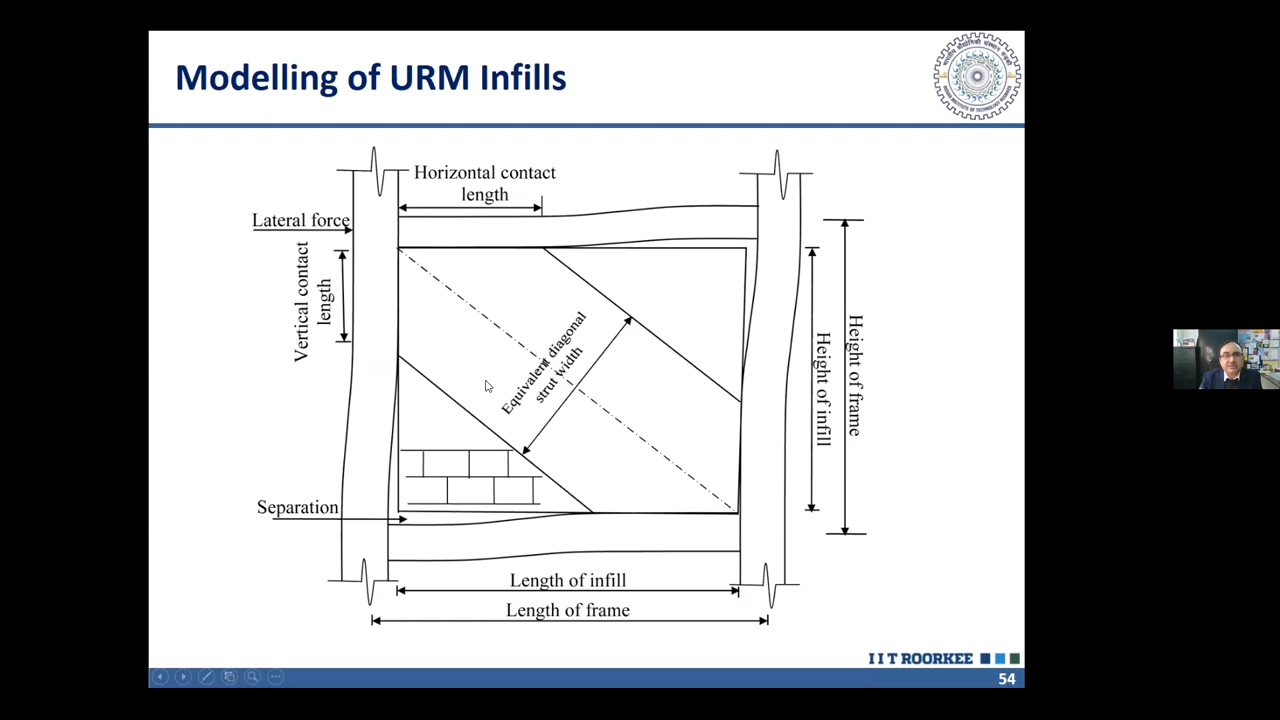 Modelling of URM Infills
Horizontal contact
length
Lateral force
Vertical contact
length
Equivalent diagonal
strut width
Height of infill
Height of frame
Separation
Length of infill
Length of frame
I I T ROORKEE
54